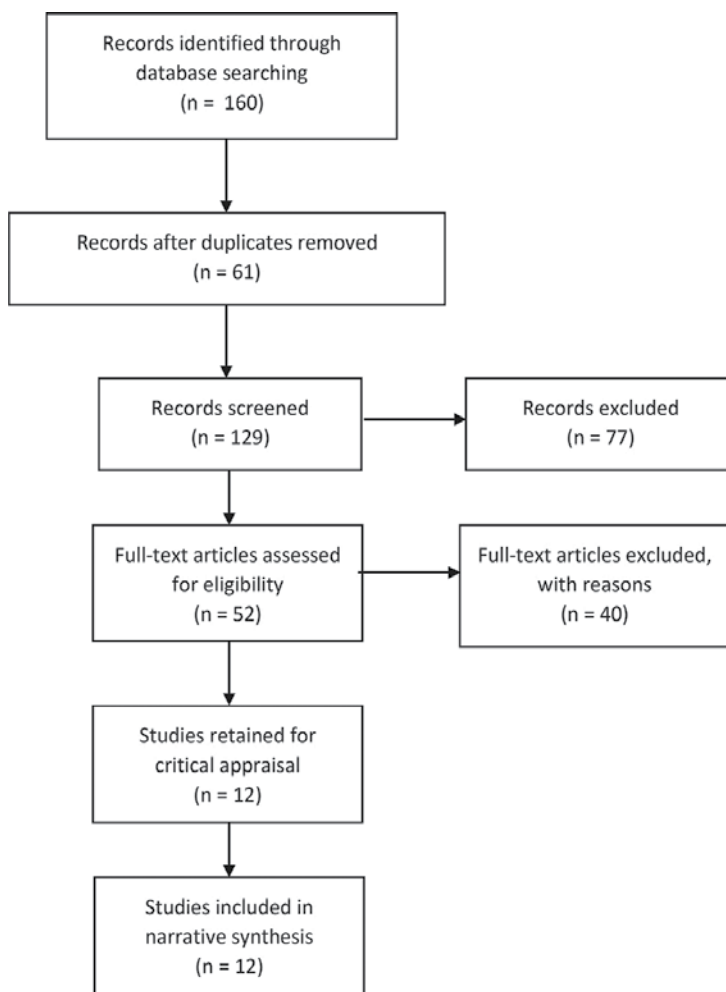 Records identified through
database searching
(n = 160)
Records after duplicates removed
(n = 61)
Records screened
(n = 129)
Records excluded
(n = 77)
Full-text articles assessed
for eligibility
(n = 52)
Full-text articles excluded,
with reasons
(n = 40)
Studies retained for
critical appraisal
(n = 12)
Studies included in
narrative synthesis
(n = 12)